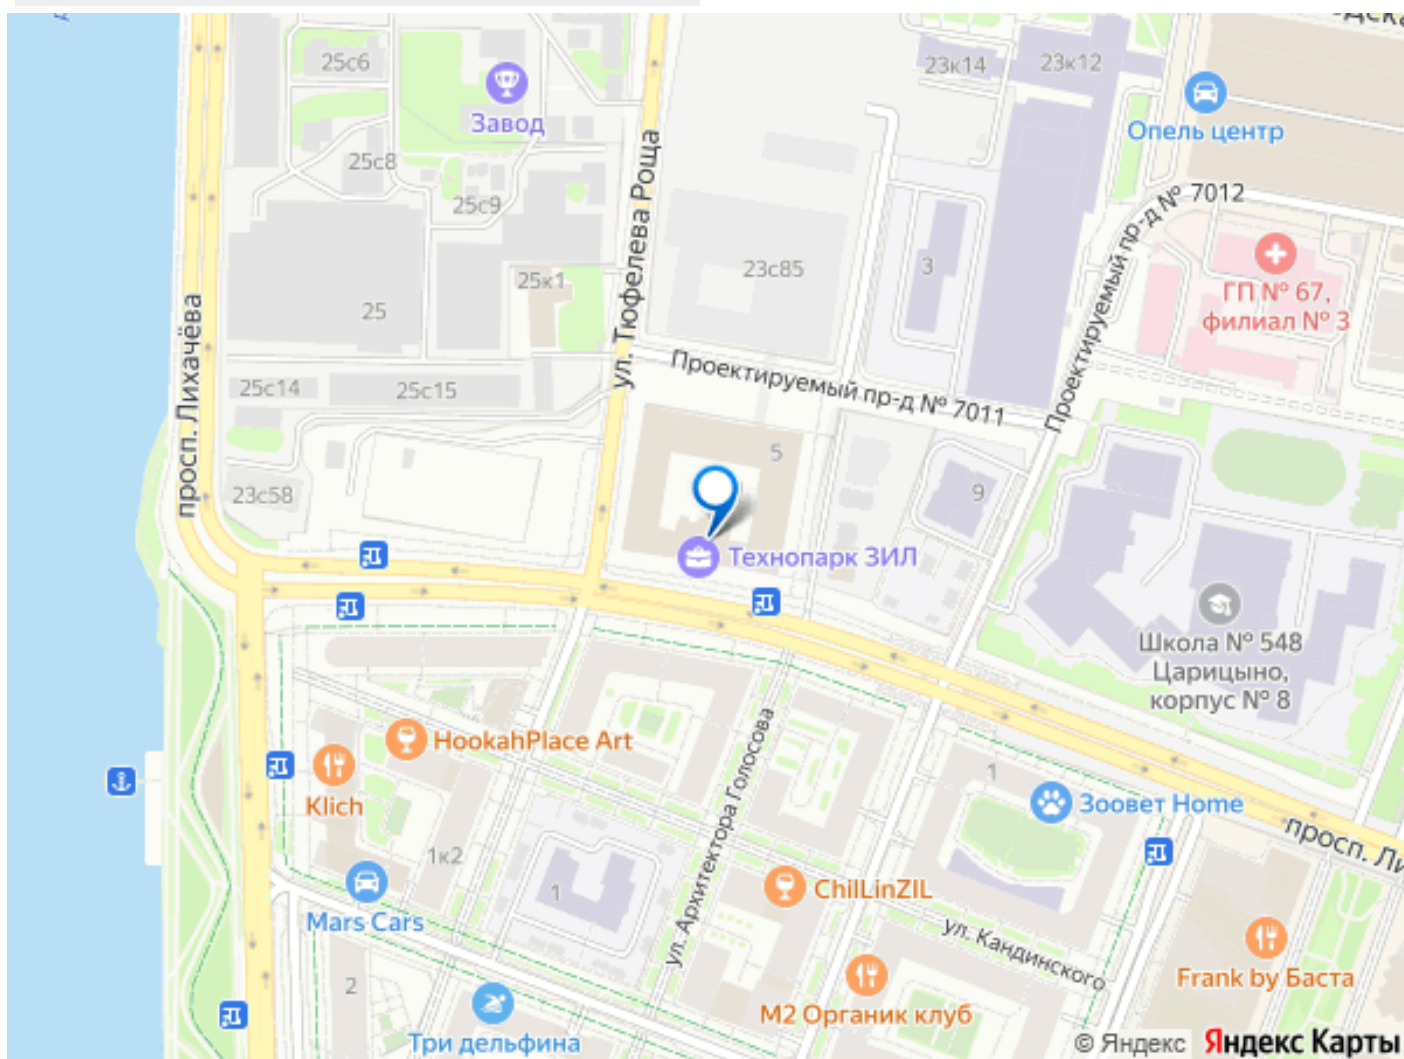 25с6
Завод
25с8
25с9
25к1
25
25с14
25с15
23с58
просп. Лихачёва
ул. Тюфелева Роща
23к14
23к12
Опель центр
Проектируемый пр-д № 7012
23с85
3
ГП № 67,
филиал № 3
Проектируемый пр-д № 7011
5
9
Технопарк ЗИЛ
Школа № 548
Царицыно,
корпус № 8
HookahPlace Art
Klich
1к2
1
Mars Cars
2
Три дельфина
ул. Архитектора Голосова
1
Зоовет Home
ChillinZIL
ул. Кандинского
М2 Органик клуб
Frank by Баста
© Яндекс
Яндекс Карты